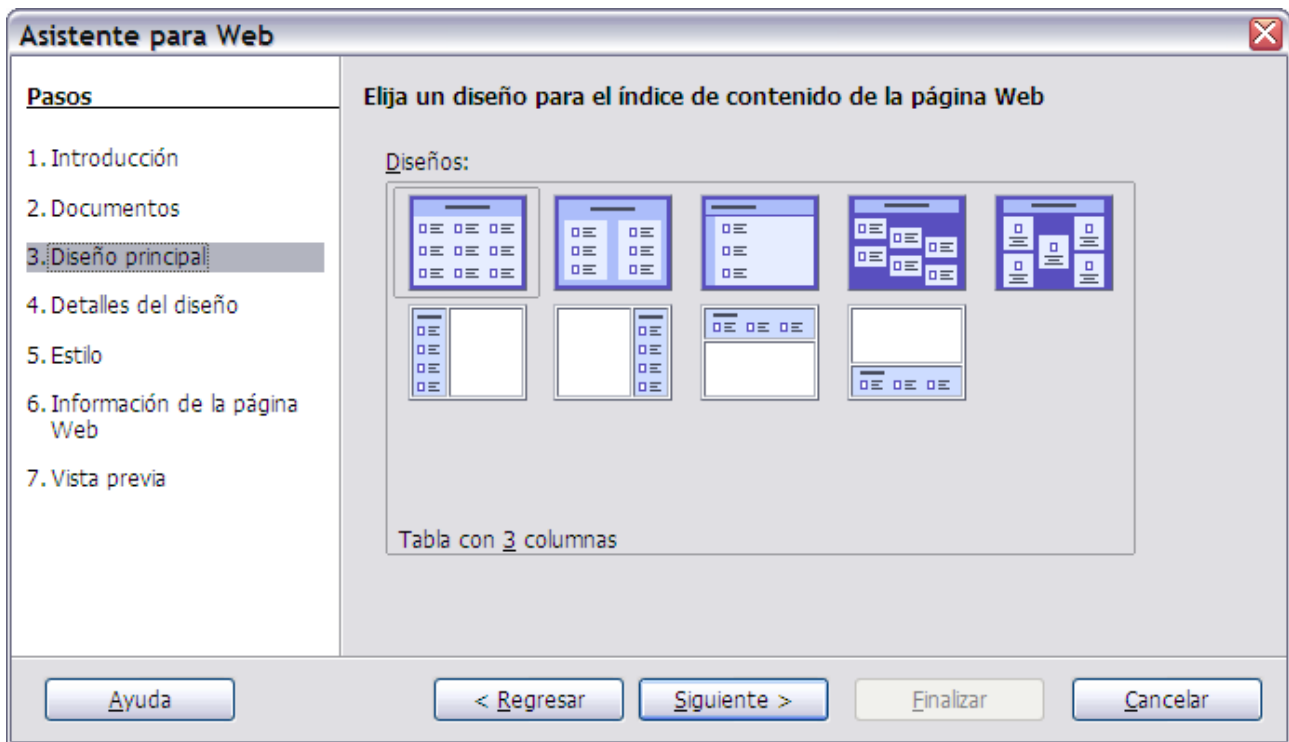 Asistente para Web
Pasos
1. Introducción
2. Documentos
3. Diseño principal
4. Detalles del diseño
5. Estilo
6. Información de la página
Web
7. Vista previa
Elija un diseño para el índice de contenido de la página Web
Diseños:
Tabla con 3 columnas
Ayuda
< Regresar
Siguiente >
Finalizar
Cancelar